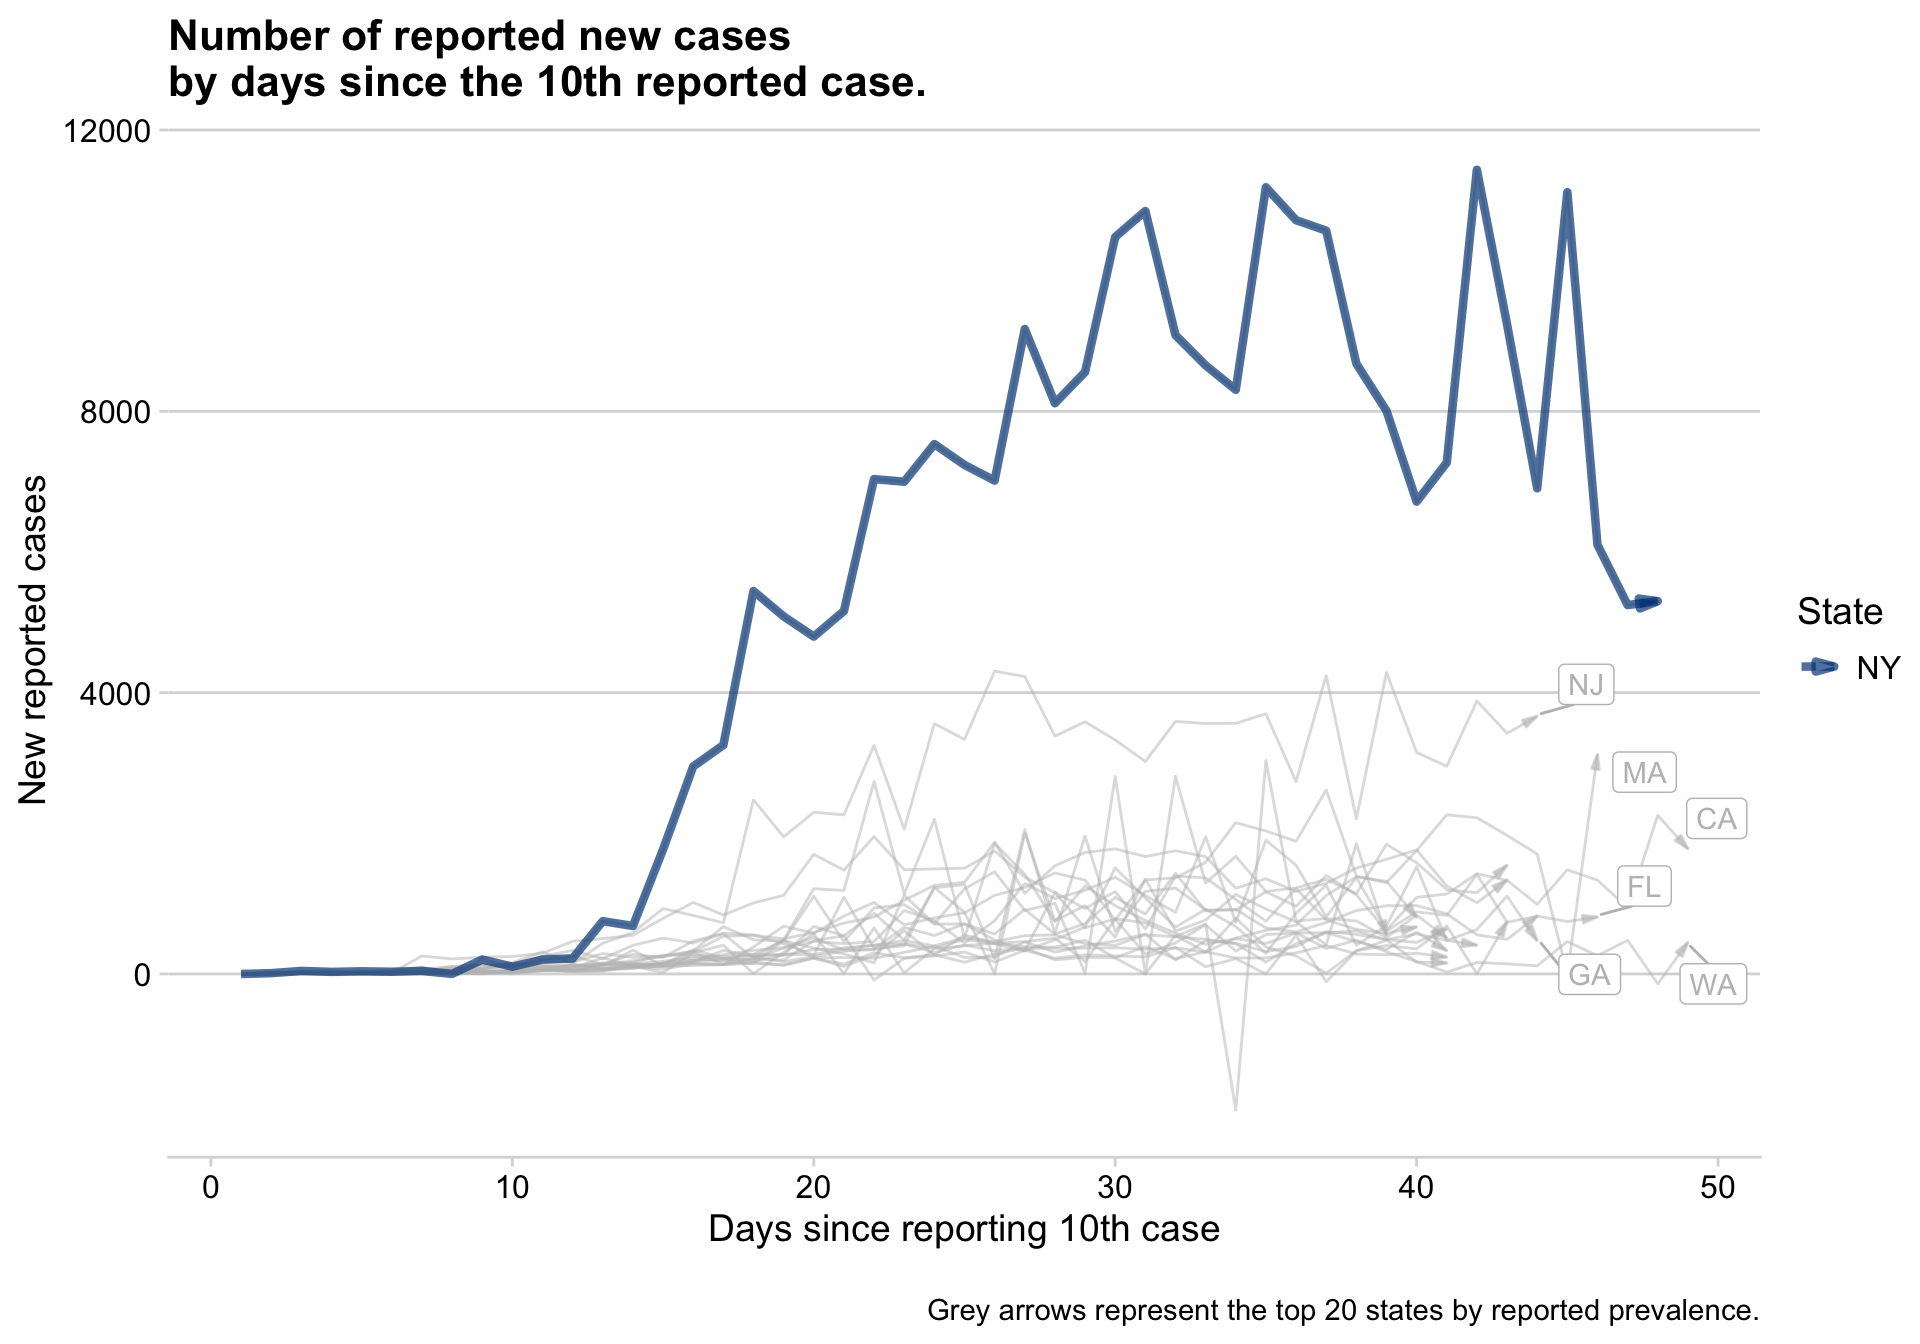 Number of reported new cases
by days since the 10th reported case.
12000
8000
4000
0
New reported cases
NJ
MA
CA
FL
GA
WA
State
NY
0 10 20 30 40 50
Days since reporting 10th case
Grey arrows represent the top 20 states by reported prevalence.